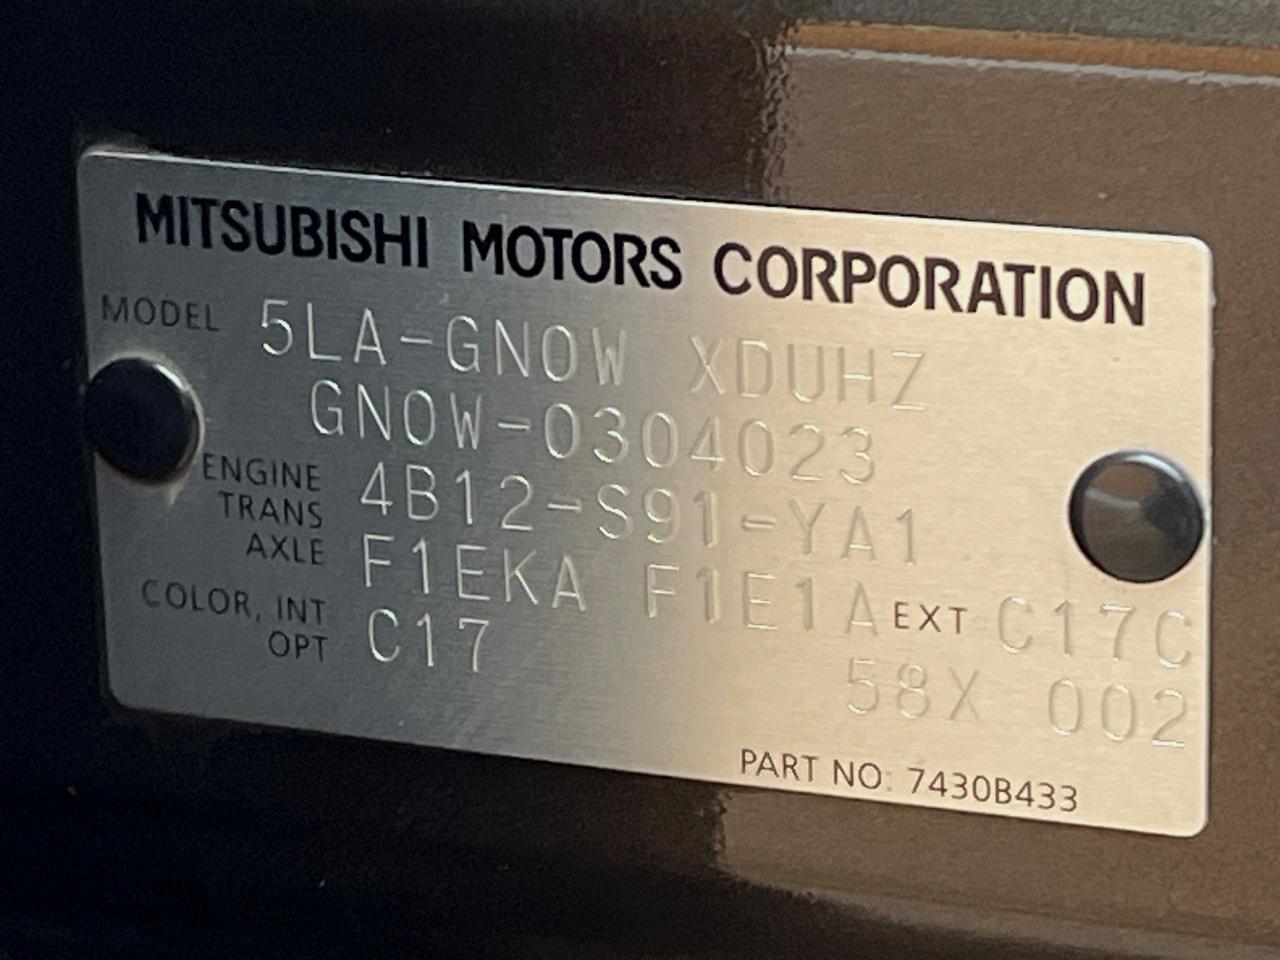 MITSUBISHI MOTORS CORPORATION
MODEL 5LA-GN0W XDUHZ
GN0W-0304023
ENGINE 4B12-S91-YA1
TRANS
AXLE F1EKA F1E1A
COLOR, INT C17 EXT C17C
OPT 58X 002
PART NO: 7430B433